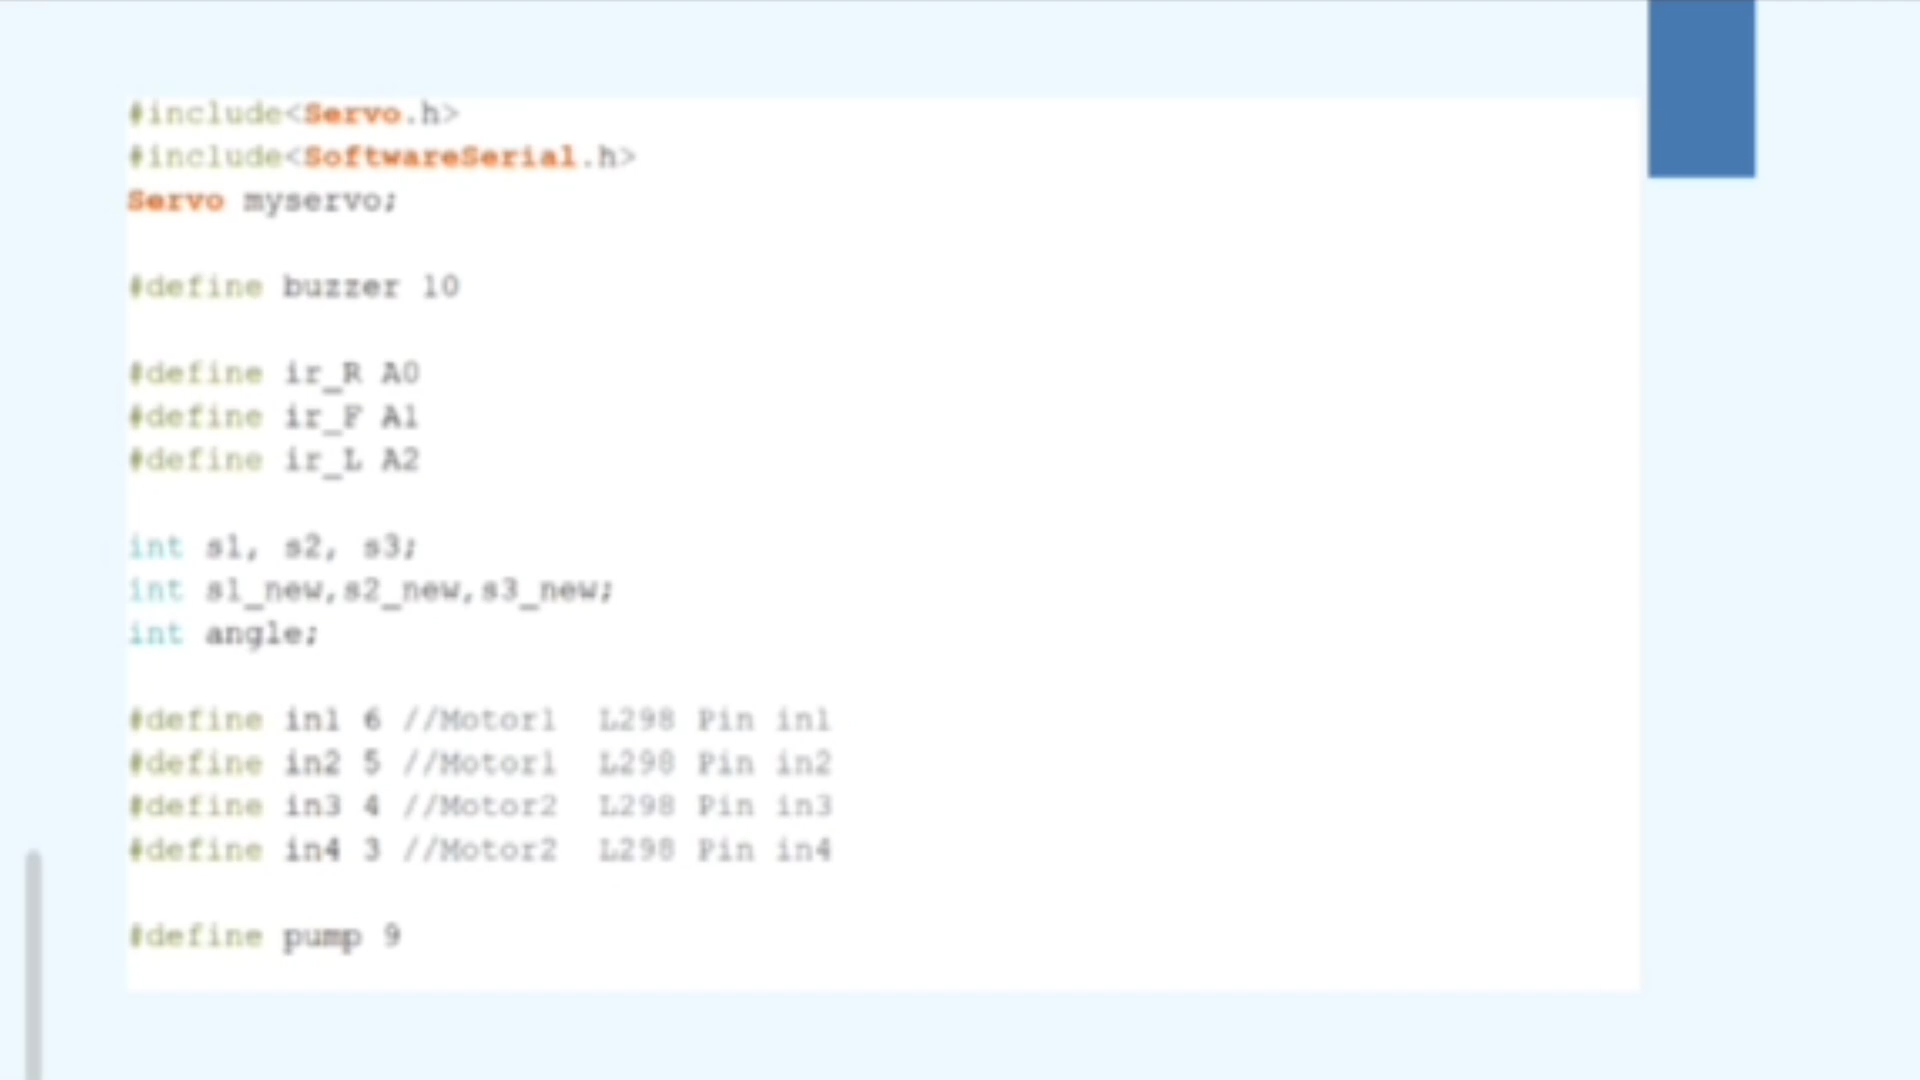 #include<Servo.h>
#include<SoftwareSerial.h>
Servo myservo;
#define buzzer 10
#define ir_R A0
#define ir_F A1
#define ir_L A2
int s1, s2, s3;
int s1_new,s2_new,s3_new;
int angle;
#define in1 6 //Motor1  L298 Pin in1
#define in2 5 //Motor1  L298 Pin in2
#define in3 4 //Motor2  L298 Pin in3
#define in4 3 //Motor2  L298 Pin in4
#define pump 9